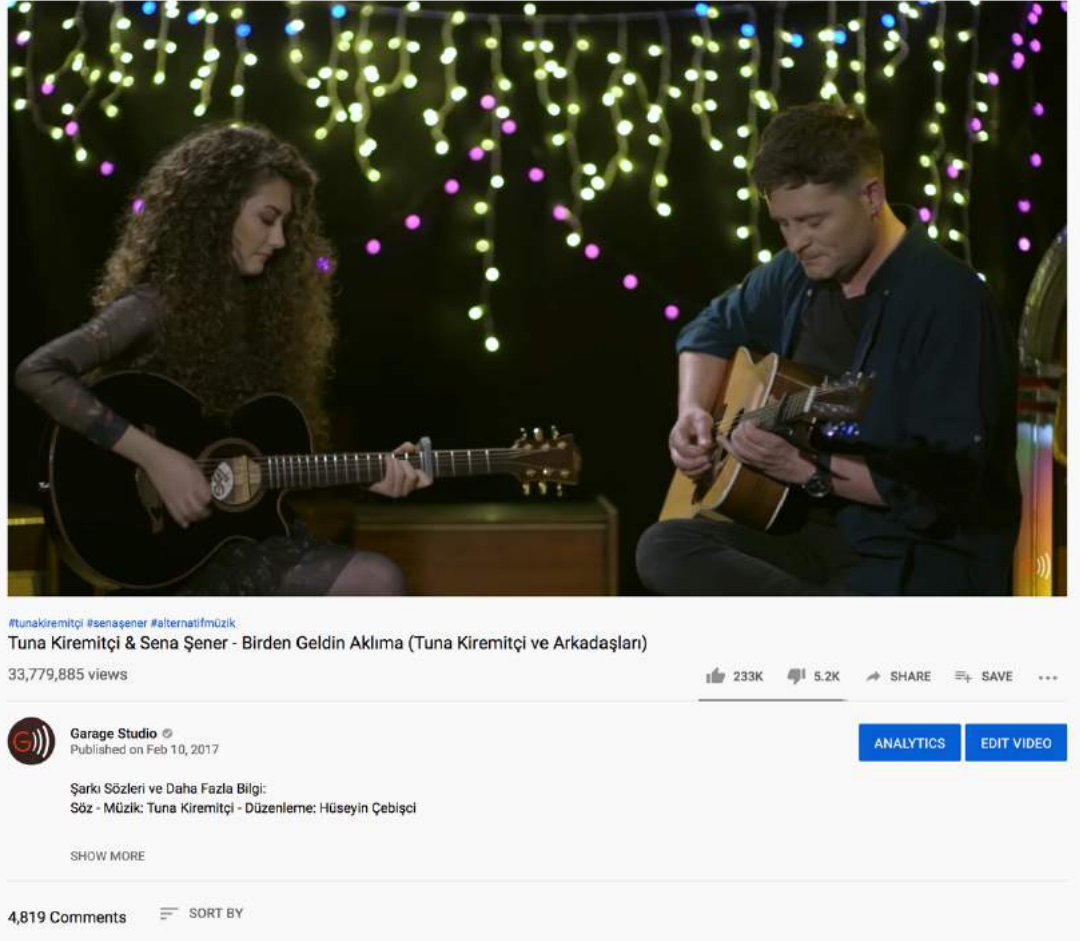 #tunakiremitçi #senaşener #alternatifmüzik
Tuna Kiremitçi & Sena Şener - Birden Geldin Aklıma (Tuna Kiremitçi ve Arkadaşları)
33,779,885 views
233K 5.2K SHARE SAVE
Garage Studio
Published on Feb 10, 2017
ANALYTICS EDIT VIDEO
Şarkı Sözleri ve Daha Fazla Bilgi:
Söz - Müzik: Tuna Kiremitçi - Düzenleme: Hüseyin Çebişci
SHOW MORE
4,819 Comments SORT BY